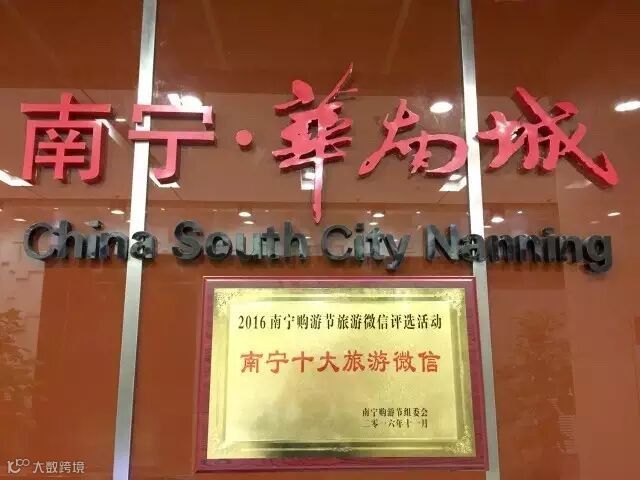 南宁·華南城
China South City Nanning
2016南宁购游节旅游微信评选活动
南宁十大旅游微信
南宁购游节组委会
二零一六年十一月
大数跨境